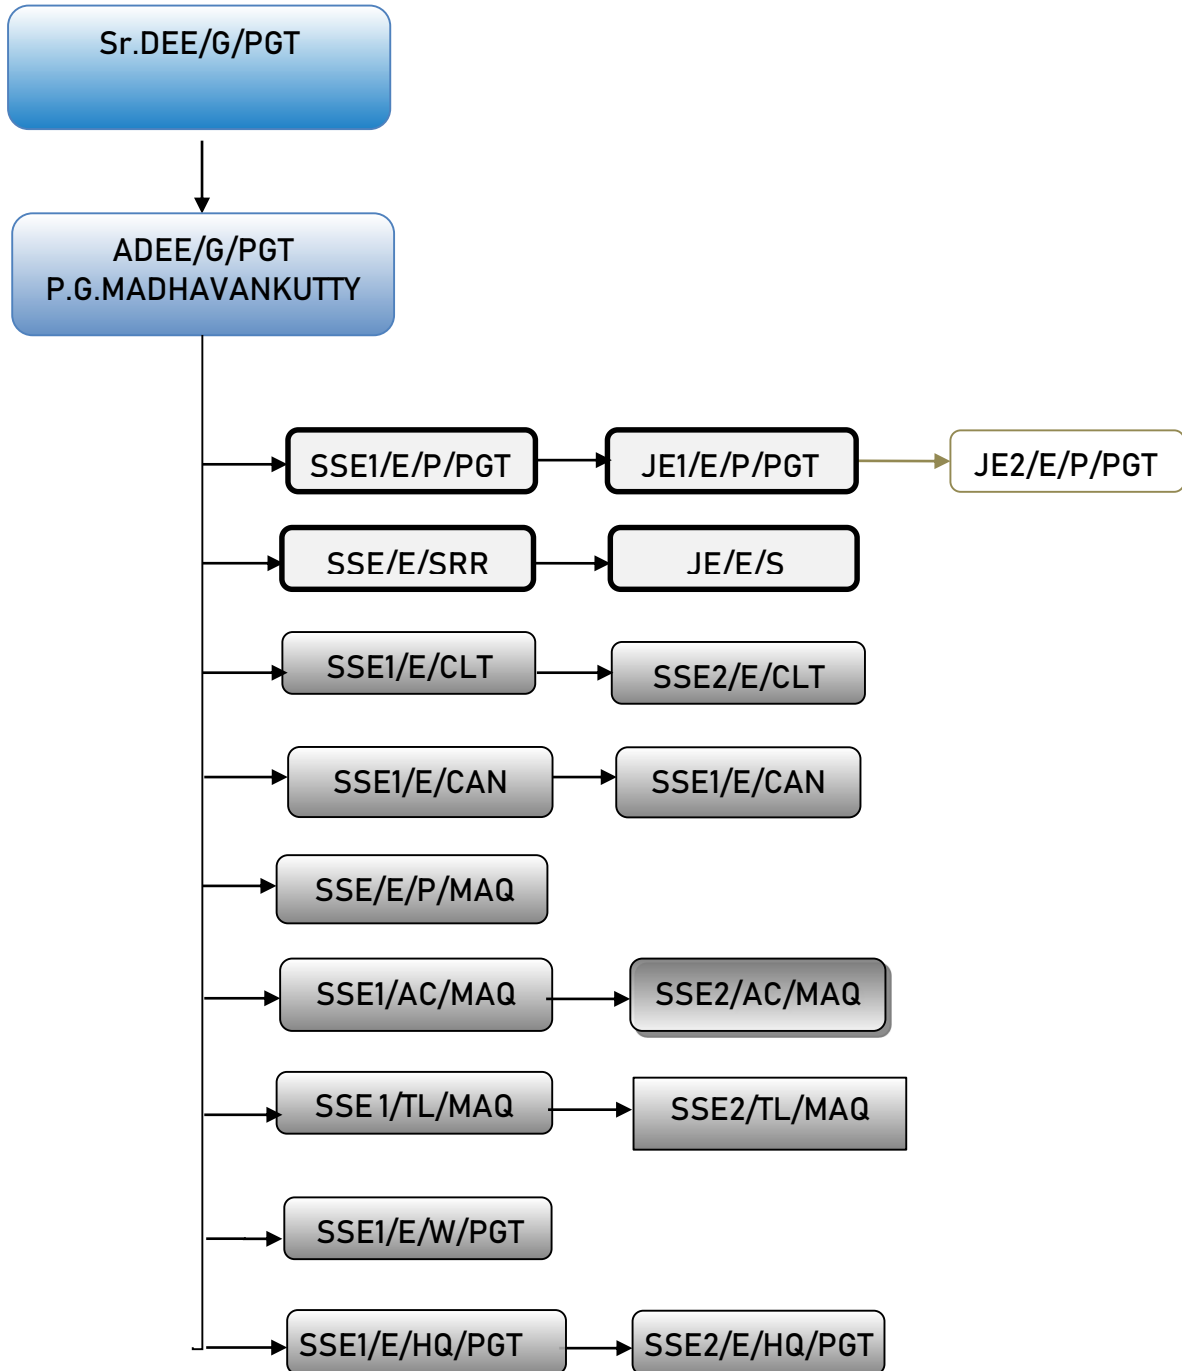 Sr.DEE/G/PGT
ADEE/G/PGT
P.G.MADHAVANKUTTY
SSE1/E/P/PGT
JE1/E/P/PGT
JE2/E/P/PGT
SSE/E/SRR
JE/E/S
SSE1/E/CLT
SSE2/E/CLT
SSE1/E/CAN
SSE1/E/CAN
SSE/E/P/MAQ
SSE1/AC/MAQ
SSE2/AC/MAQ
SSE1/TL/MAQ
SSE2/TL/MAQ
SSE1/E/W/PGT
SSE1/E/HQ/PGT
SSE2/E/HQ/PGT